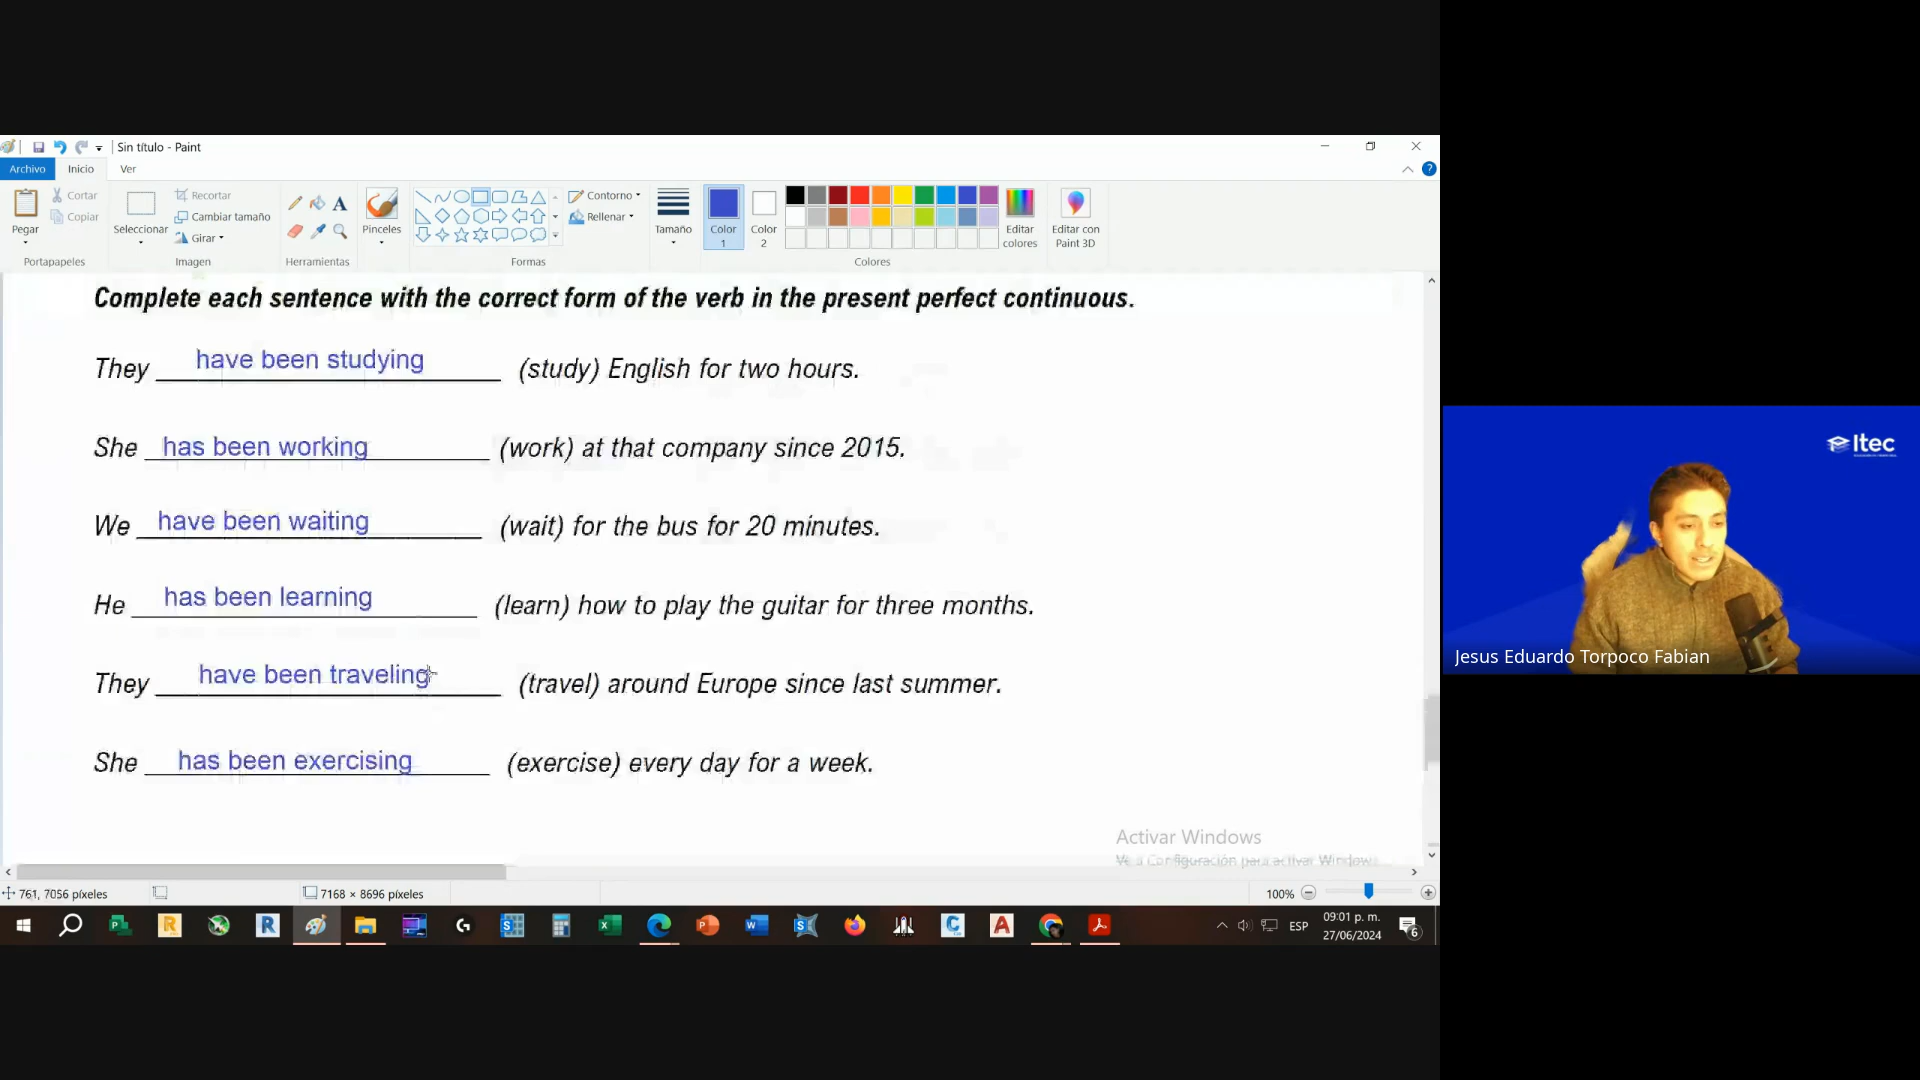 Sin título - Paint
Archivo Inicio Ver
Pegar
Cortar
Copiar
Portapapeles
Seleccionar
Recortar
Cambiar tamaño
Girar
Imagen
A
Herramientas
Pinceles
Formas
Contorno
Rellenar
Tamaño
Color 1
Color 2
Colores
Editar colores
Editar con Paint 3D
Complete each sentence with the correct form of the verb in the present perfect continuous.
They have been studying (study) English for two hours.
She has been working (work) at that company since 2015.
We have been waiting (wait) for the bus for 20 minutes.
He has been learning (learn) how to play the guitar for three months.
They have been traveling (travel) around Europe since last summer.
She has been exercising (exercise) every day for a week.
Activar Windows
Ve a Configuración para activar Windows.
761, 7056 píxeles 7168 × 8696 píxeles 100%
ESP 09:01 p. m.
27/06/2024
6
Itec
Jesus Eduardo Torpoco Fabian